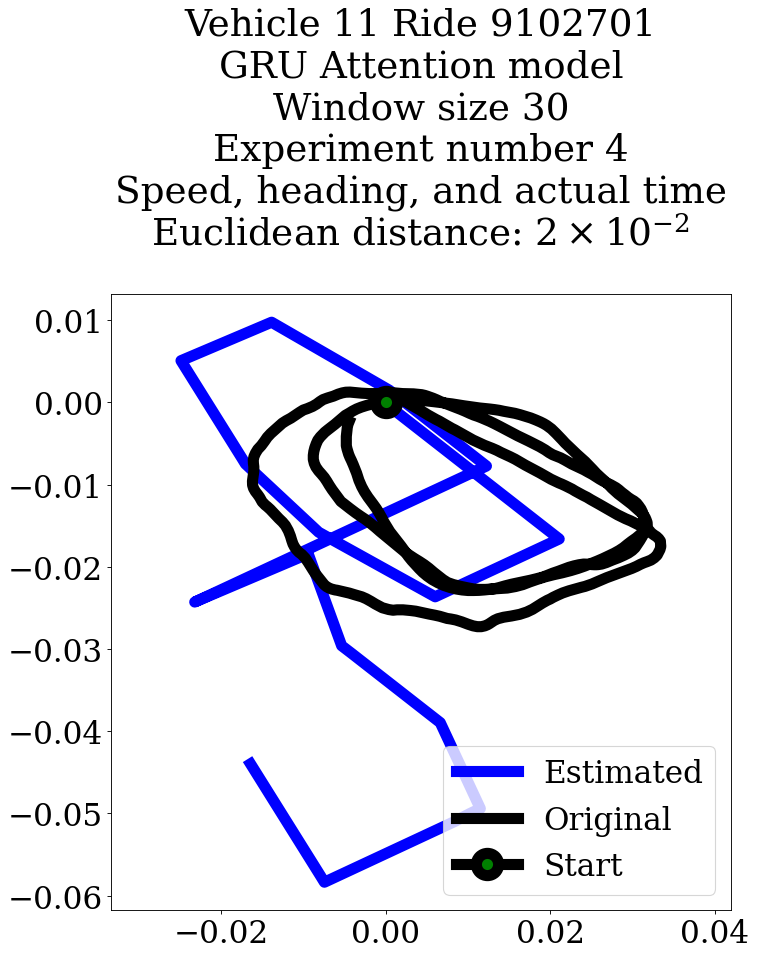 Vehicle 11 Ride 9102701
GRU Attention model
Window size 30
Experiment number 4
Speed, heading, and actual time
Euclidean distance: 2 × 10⁻²
0.01
0.00
−0.01
−0.02
−0.03
−0.04
−0.05
−0.06
Estimated
Original
Start
−0.02 0.00 0.02 0.04